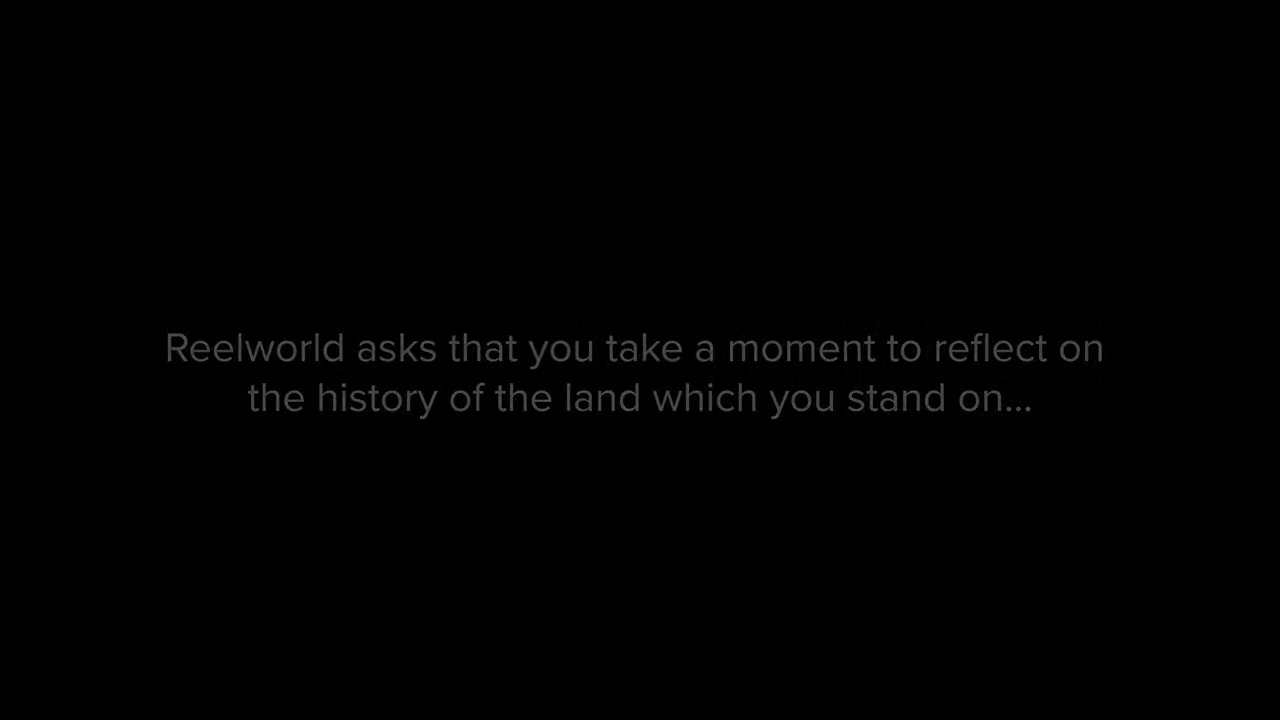 Reelworld asks that you take a moment to reflect on
the history of the land which you stand on...